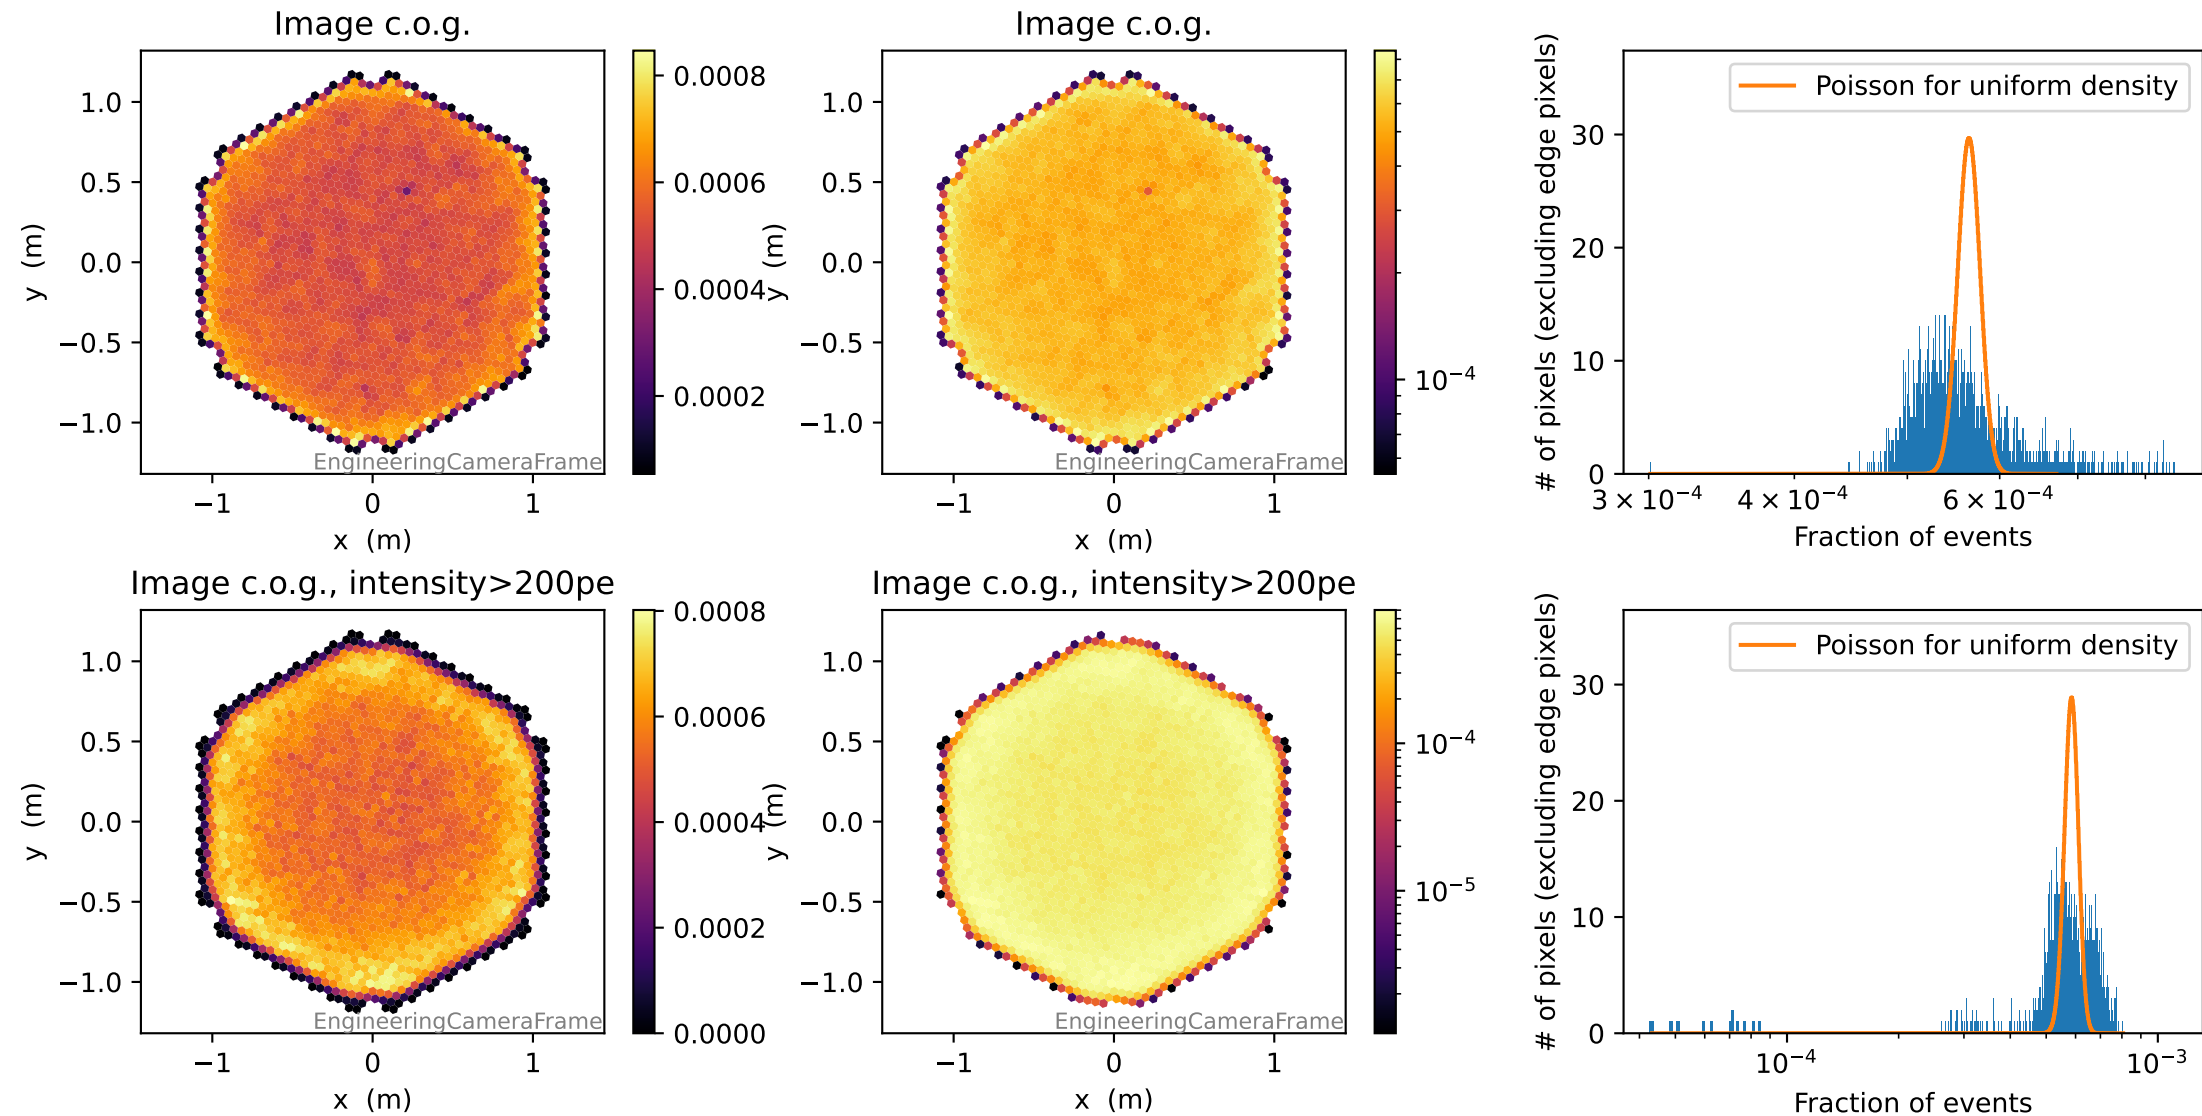 Image c.o.g.
1.0
0.5
0.0
−0.5
−1.0
y (m)
−1 0 1
x (m)
EngineeringCameraFrame
0.0008
0.0006
0.0004
0.0002
Image c.o.g.
1.0
0.5
0.0
−0.5
−1.0
y (m)
−1 0 1
x (m)
EngineeringCameraFrame
10⁻⁴
# of pixels (excluding edge pixels)
30
20
10
0
Poisson for uniform density
3 × 10⁻⁴ 4 × 10⁻⁴ 6 × 10⁻⁴
Fraction of events
Image c.o.g., intensity>200pe
1.0
0.5
0.0
−0.5
−1.0
y (m)
−1 0 1
x (m)
EngineeringCameraFrame
0.0008
0.0006
0.0004
0.0002
0.0000
Image c.o.g., intensity>200pe
1.0
0.5
0.0
−0.5
−1.0
y (m)
−1 0 1
x (m)
EngineeringCameraFrame
10⁻⁴
10⁻⁵
# of pixels (excluding edge pixels)
30
20
10
0
Poisson for uniform density
10⁻⁴ 10⁻³
Fraction of events